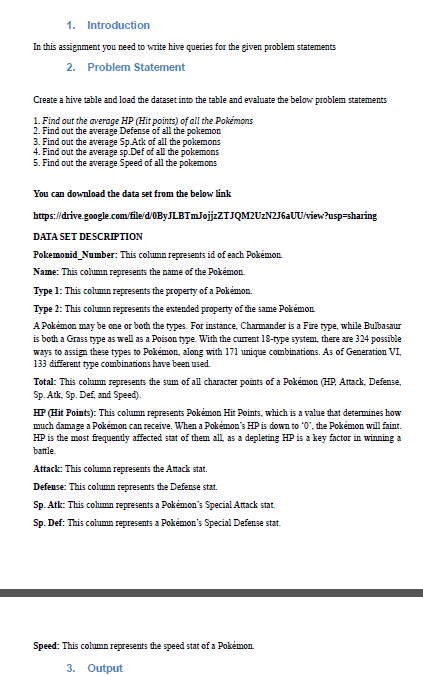 1. Introduction
In this assignment you need to write hive queries for the given problem statements
2. Problem Statement
Create a hive table and load the dataset into the table and evaluate the below problem statements
1. Find out the average HP (Hit points) of all the Pokémons
2. Find out the average Defense of all the pokemon
3. Find out the average Sp.Atk of all the pokemons
4. Find out the average sp.Def of all the pokemons
5. Find out the average Speed of all the pokemons
You can download the data set from the below link
https://drive.google.com/file/d/0ByJLBTmJojjzZTJQM2UzN2J6aUU/view?usp=sharing
DATA SET DESCRIPTION
Pokemonid_Number: This column represents id of each Pokémon.
Name: This column represents the name of the Pokémon.
Type 1: This column represents the property of a Pokémon.
Type 2: This column represents the extended property of the same Pokémon.
A Pokémon may be one or both the types. For instance, Charmander is a Fire type, while Bulbasaur
is both a Grass type as well as a Poison type. With the current 18-type system, there are 324 possible
ways to assign these types to Pokémon, along with 171 unique combinations. As of Generation VI,
133 different type combinations have been used.
Total: This column represents the sum of all character points of a Pokémon (HP, Attack, Defense,
Sp. Atk, Sp. Def, and Speed).
HP (Hit Points): This column represents Pokémon Hit Points, which is a value that determines how
much damage a Pokémon can receive. When a Pokémon's HP is down to '0', the Pokémon will faint.
HP is the most frequently affected stat of them all, as a depleting HP is a key factor in winning a
battle.
Attack: This column represents the Attack stat.
Defense: This column represents the Defense stat.
Sp. Atk: This column represents a Pokémon's Special Attack stat.
Sp. Def: This column represents a Pokémon's Special Defense stat.
Speed: This column represents the speed stat of a Pokémon.
3. Output